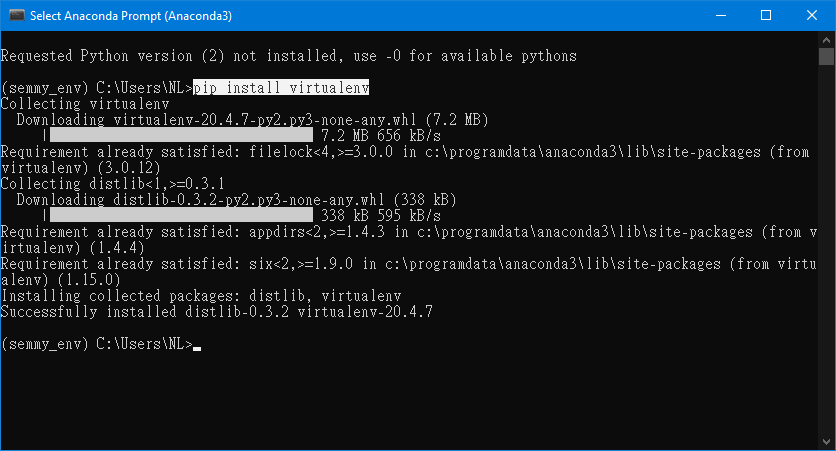 Select Anaconda Prompt (Anaconda3)
Requested Python version (2) not installed, use -0 for available pythons
(semmy_env) C:\Users\NL>pip install virtualenv
Collecting virtualenv
  Downloading virtualenv-20.4.7-py2.py3-none-any.whl (7.2 MB)
     | 7.2 MB 656 kB/s
Requirement already satisfied: filelock<4,>=3.0.0 in c:\programdata\anaconda3\lib\site-packages (from
virtualenv) (3.0.12)
Collecting distlib<1,>=0.3.1
  Downloading distlib-0.3.2-py2.py3-none-any.whl (338 kB)
     | 338 kB 595 kB/s
Requirement already satisfied: appdirs<2,>=1.4.3 in c:\programdata\anaconda3\lib\site-packages (from v
irtualenv) (1.4.4)
Requirement already satisfied: six<2,>=1.9.0 in c:\programdata\anaconda3\lib\site-packages (from virtu
alenv) (1.15.0)
Installing collected packages: distlib, virtualenv
Successfully installed distlib-0.3.2 virtualenv-20.4.7
(semmy_env) C:\Users\NL>